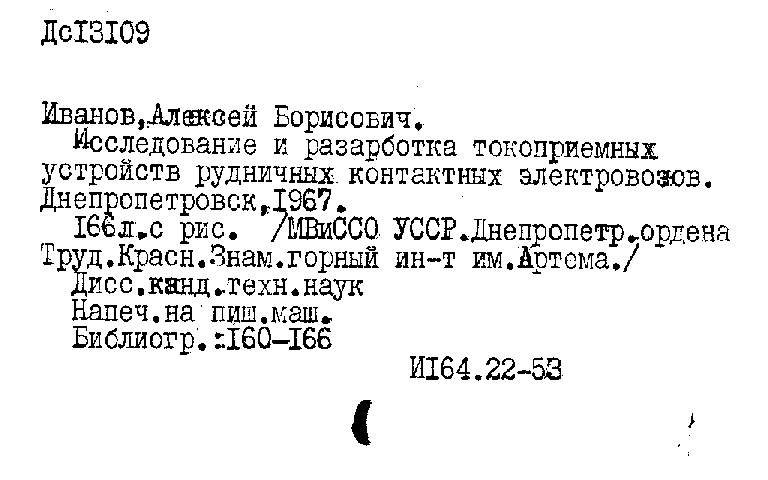 Дс13109
Иванов, Алексей Борисович.
Исследование и разарботка токоприемных
устройств рудничных контактных электровозов.
Днепропетровск, 1967.
166л.с рис. /МВиССО УССР.Днепропетр.ордена
Труд.Красн.Знам.горный ин-т им.Артема./
Дисс.канд.техн.наук
Напеч.на пиш.маш.
Библиогр.:160-166
И164.22-53